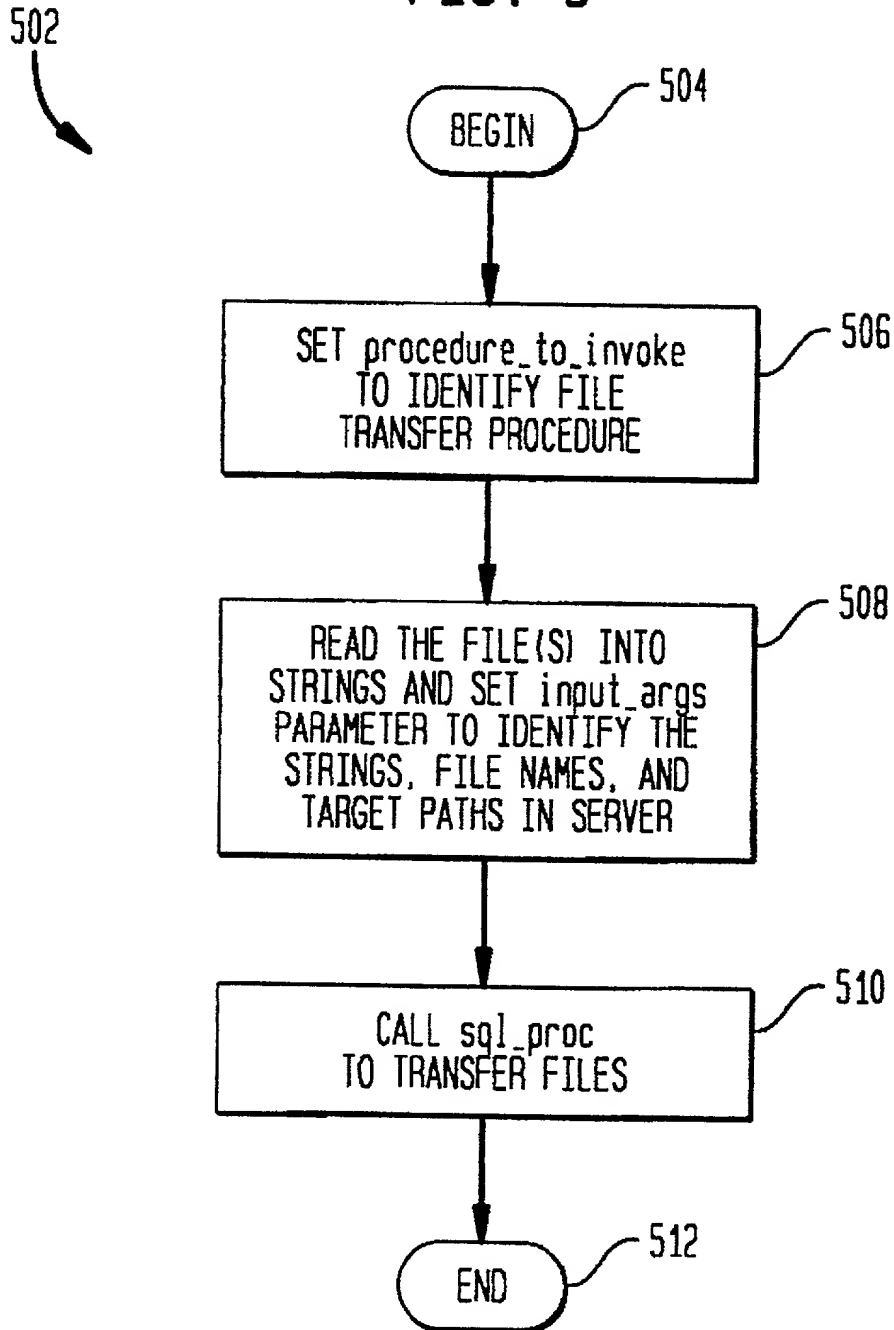 502
504
BEGIN
506
SET procedure_to_invoke
TO IDENTIFY FILE
TRANSFER PROCEDURE
508
READ THE FILE(S) INTO
STRINGS AND SET input_args
PARAMETER TO IDENTIFY THE
STRINGS, FILE NAMES, AND
TARGET PATHS IN SERVER
510
CALL sql_proc
TO TRANSFER FILES
512
END